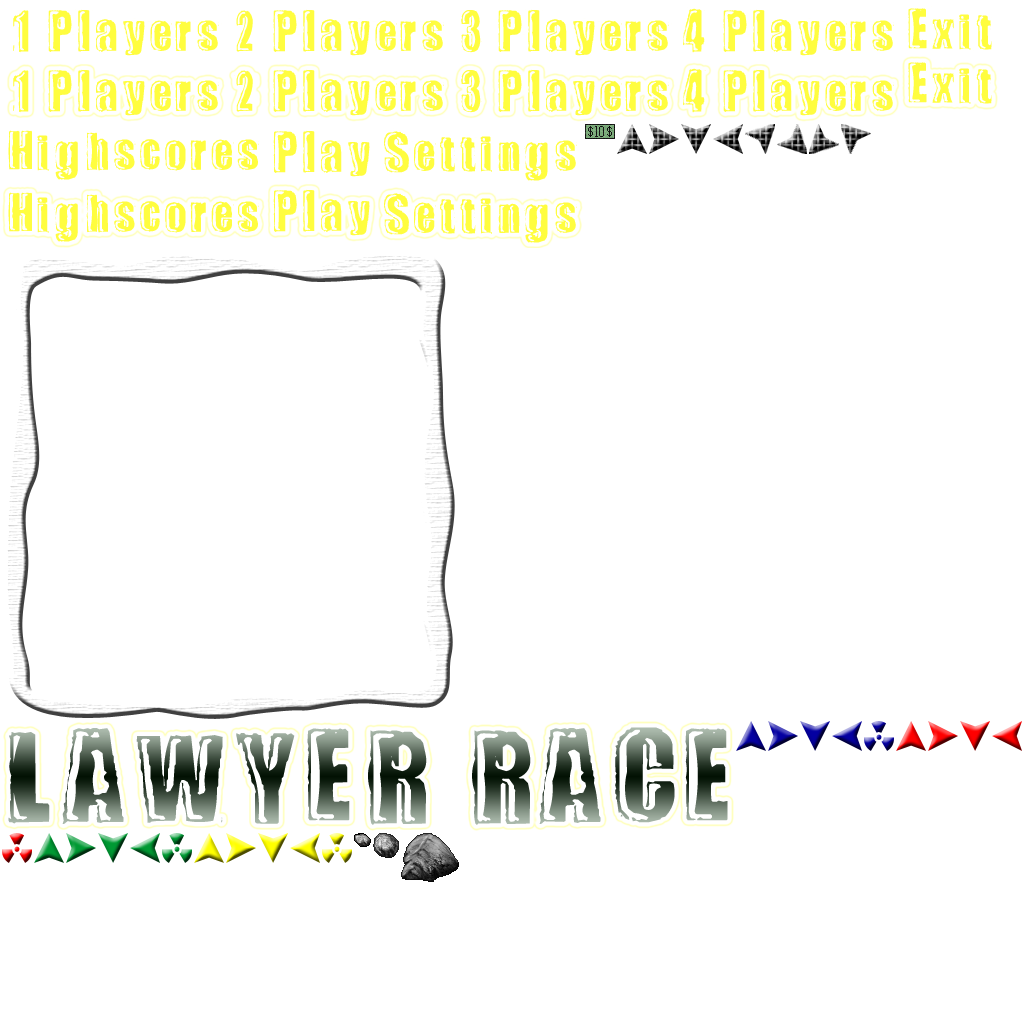 1 Players 2 Players 3 Players 4 Players Exit
1 Players 2 Players 3 Players 4 Players Exit
Highscores Play Settings $10$
Highscores Play Settings
LAWYER RACE